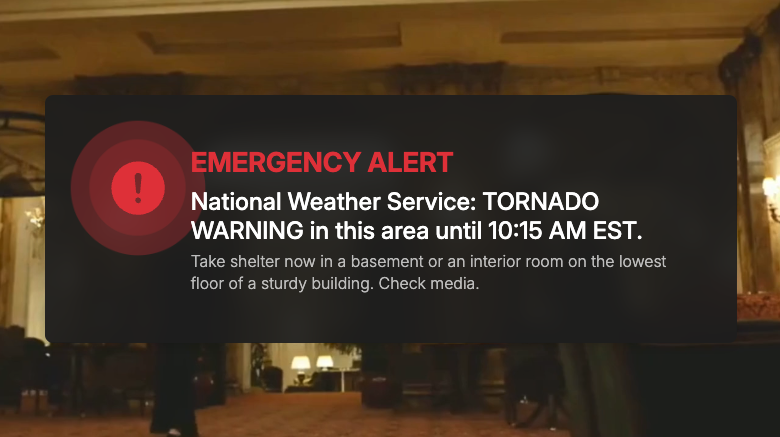 EMERGENCY ALERT
National Weather Service: TORNADO
WARNING in this area until 10:15 AM EST.
Take shelter now in a basement or an interior room on the lowest
floor of a sturdy building. Check media.